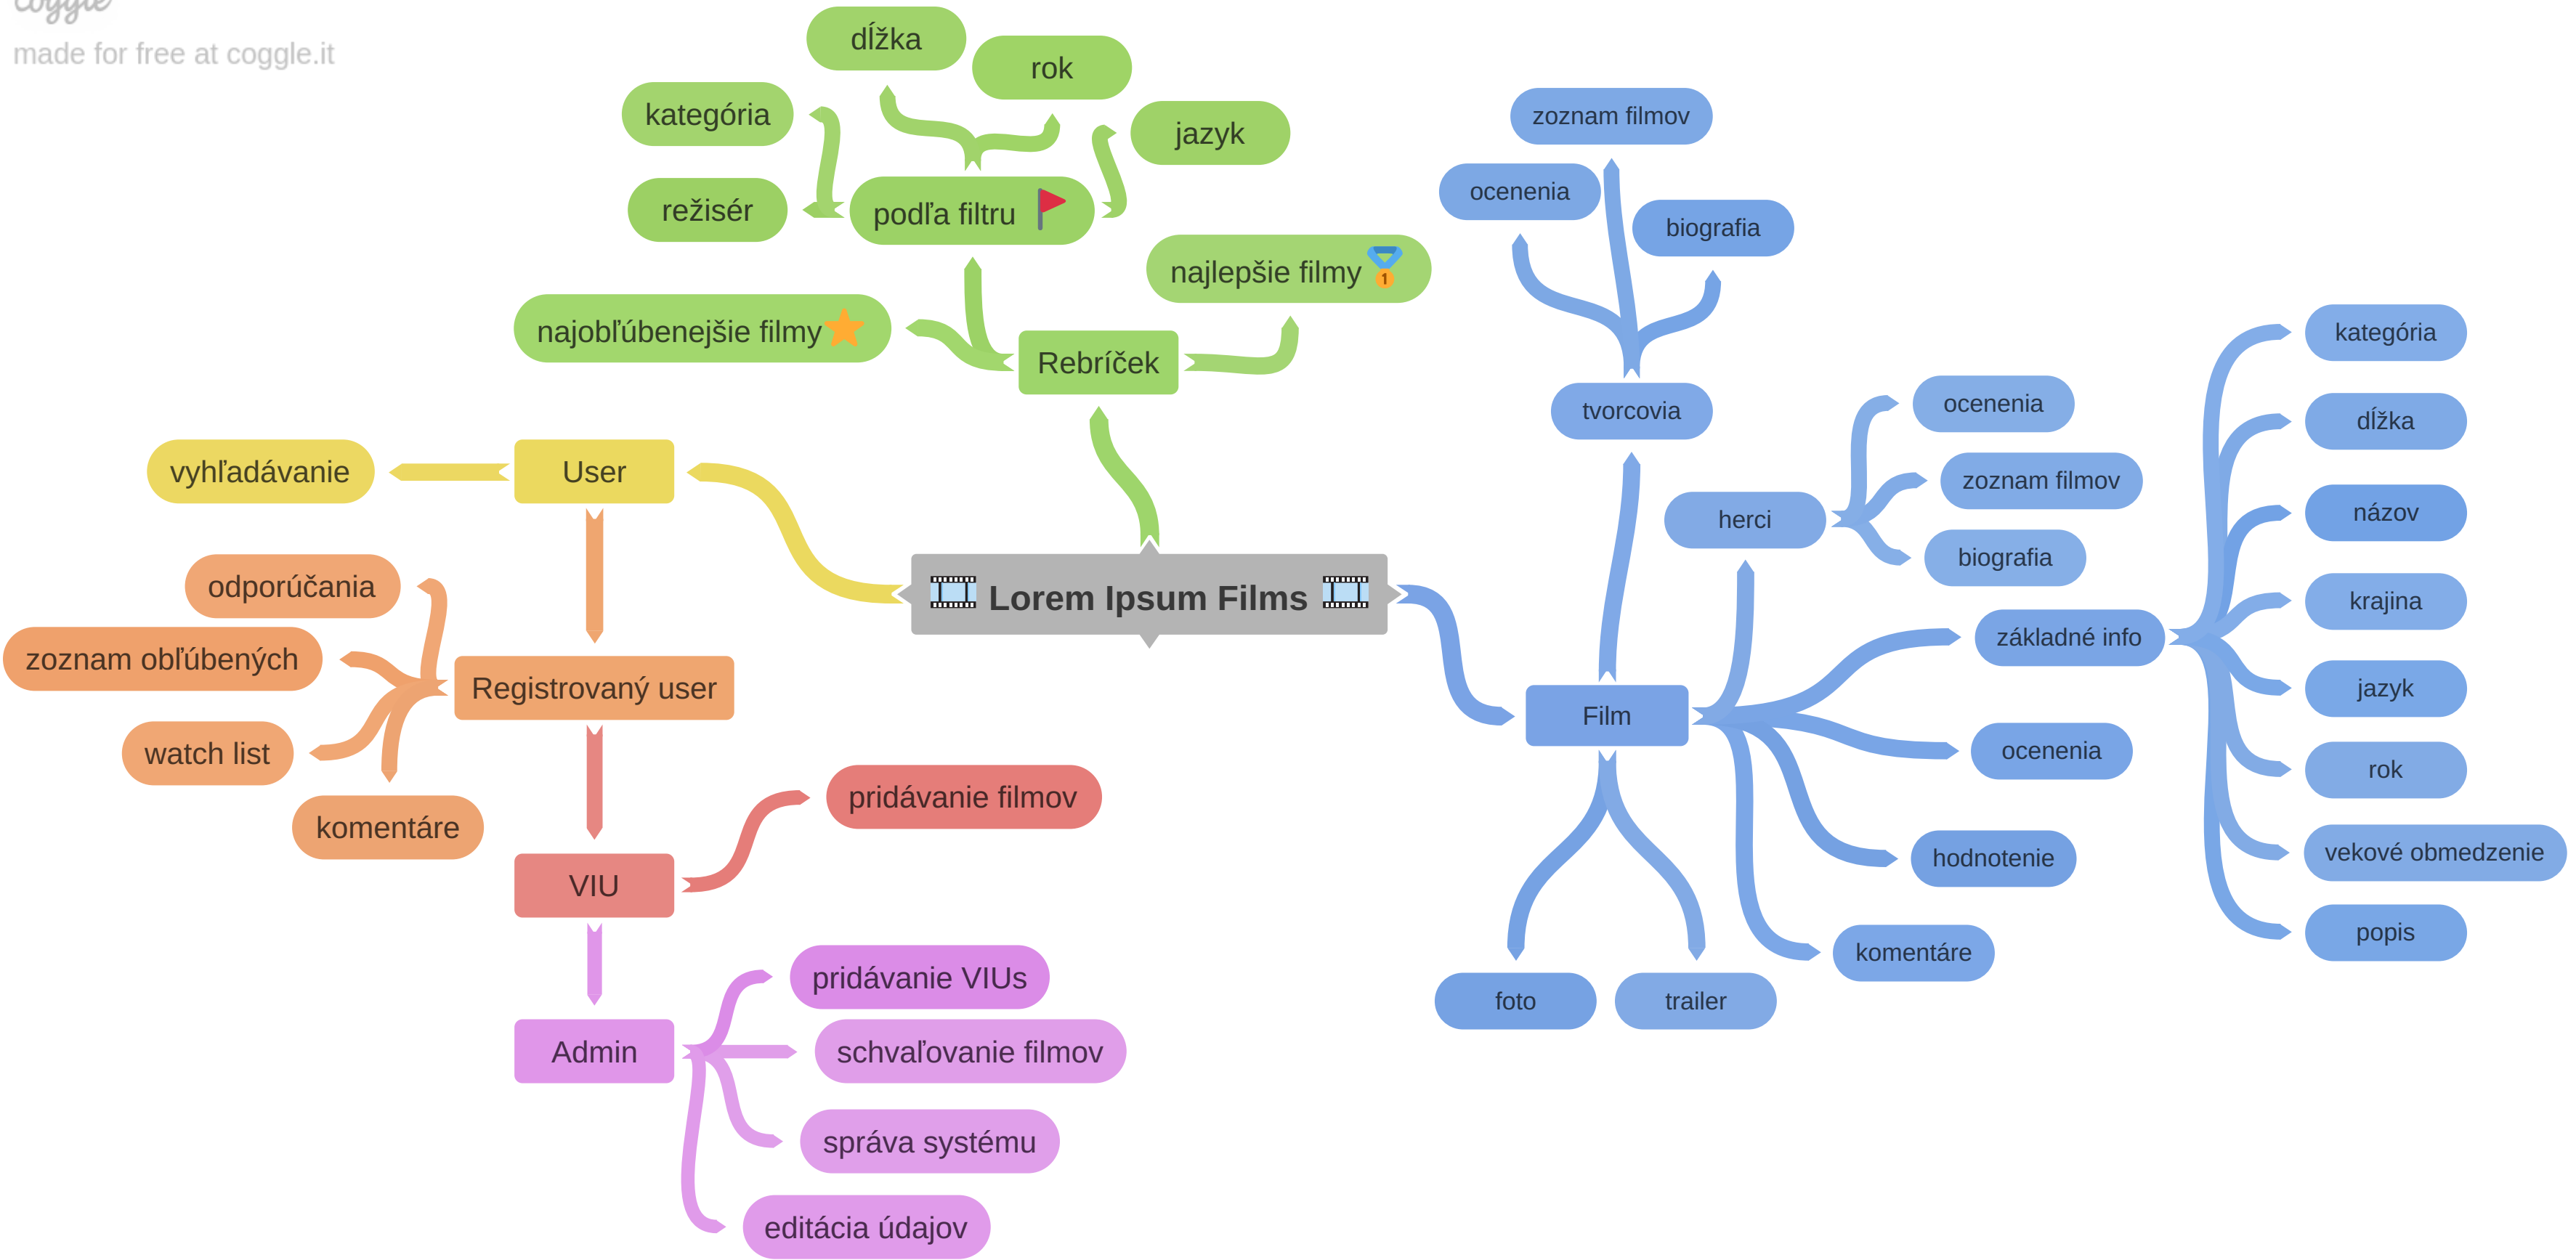 coggle
made for free at coggle.it
dĺžka
rok
kategória
jazyk
režisér
podľa filtru
najlepšie filmy
najobľúbenejšie filmy
Rebríček
vyhľadávanie
User
odporúčania
zoznam obľúbených
Registrovaný user
watch list
komentáre
pridávanie filmov
VIU
pridávanie VIUs
Admin
schvaľovanie filmov
správa systému
editácia údajov
Lorem Ipsum Films
zoznam filmov
ocenenia
biografia
tvorcovia
herci
ocenenia
zoznam filmov
biografia
Film
základné info
ocenenia
hodnotenie
komentáre
foto
trailer
kategória
dĺžka
názov
krajina
jazyk
rok
vekové obmedzenie
popis